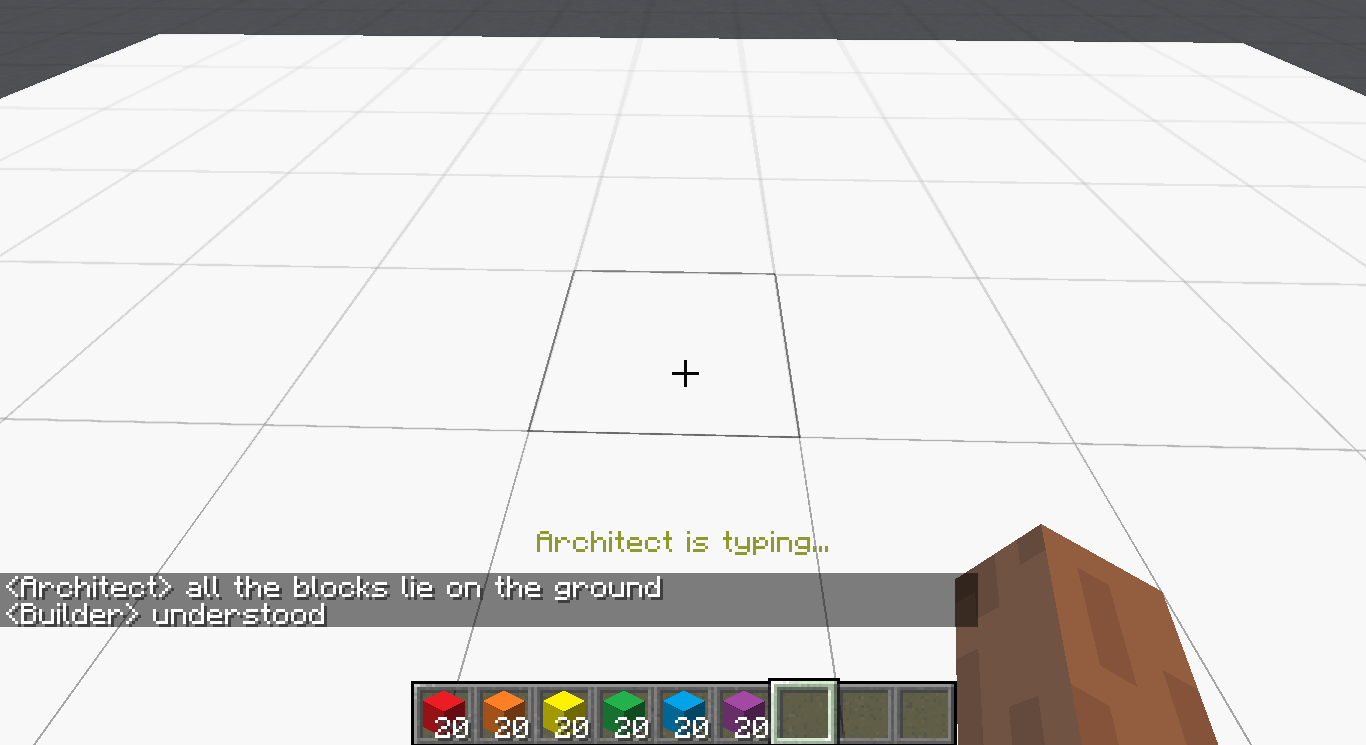 Architect is typing...
<Architect> all the blocks lie on the ground
<Builder> understood
20 20 20 20 20 20